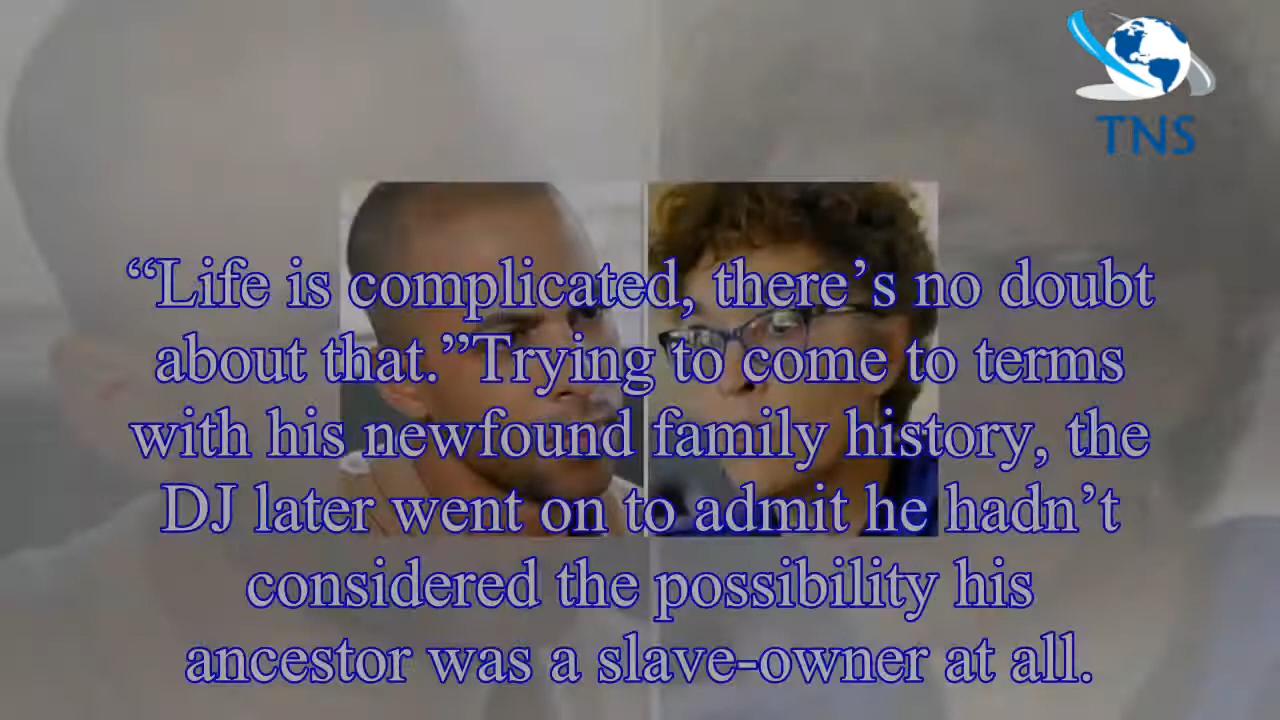 TNS
“Life is complicated, there’s no doubt
about that.”Trying to come to terms
with his newfound family history, the
DJ later went on to admit he hadn’t
considered the possibility his
ancestor was a slave-owner at all.